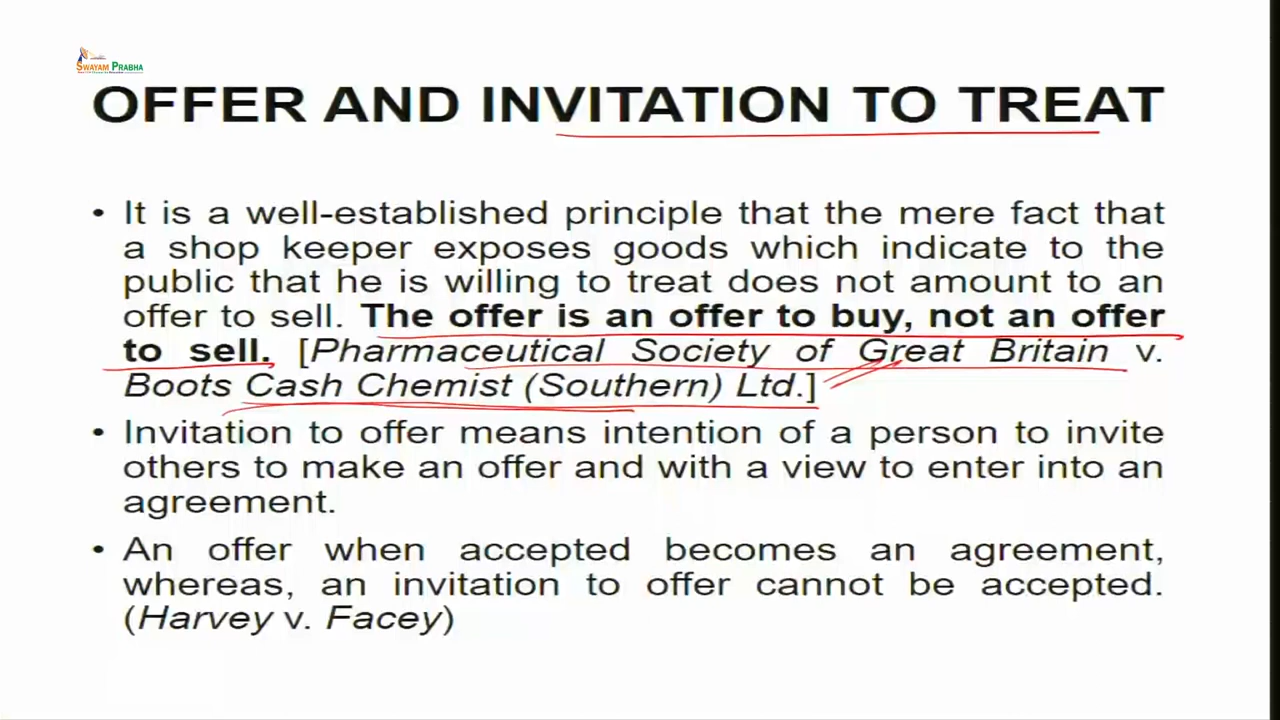 SWAYAM PRABHA
OFFER AND INVITATION TO TREAT
• It is a well-established principle that the mere fact that
a shop keeper exposes goods which indicate to the
public that he is willing to treat does not amount to an
offer to sell. The offer is an offer to buy, not an offer
to sell. [Pharmaceutical Society of Great Britain v.
Boots Cash Chemist (Southern) Ltd.]
• Invitation to offer means intention of a person to invite
others to make an offer and with a view to enter into an
agreement.
• An offer when accepted becomes an agreement,
whereas, an invitation to offer cannot be accepted.
(Harvey v. Facey)